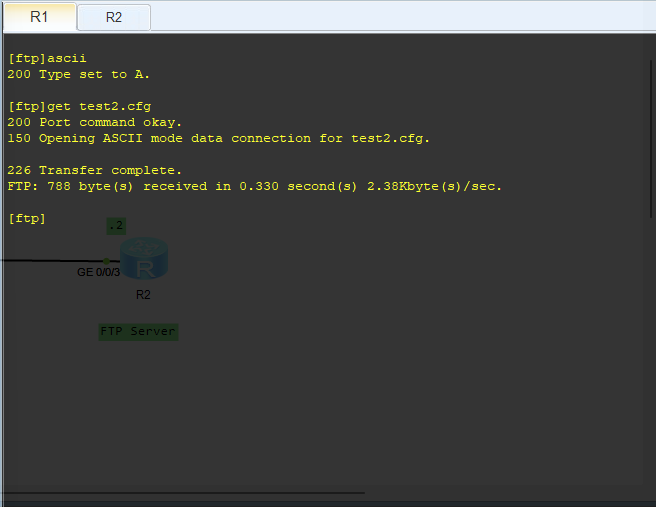 R1
R2
[ftp]ascii
200 Type set to A.
[ftp]get test2.cfg
200 Port command okay.
150 Opening ASCII mode data connection for test2.cfg.
226 Transfer complete.
FTP: 788 byte(s) received in 0.330 second(s) 2.38Kbyte(s)/sec.
[ftp]
.2
GE 0/0/3
R
R2
FTP Server